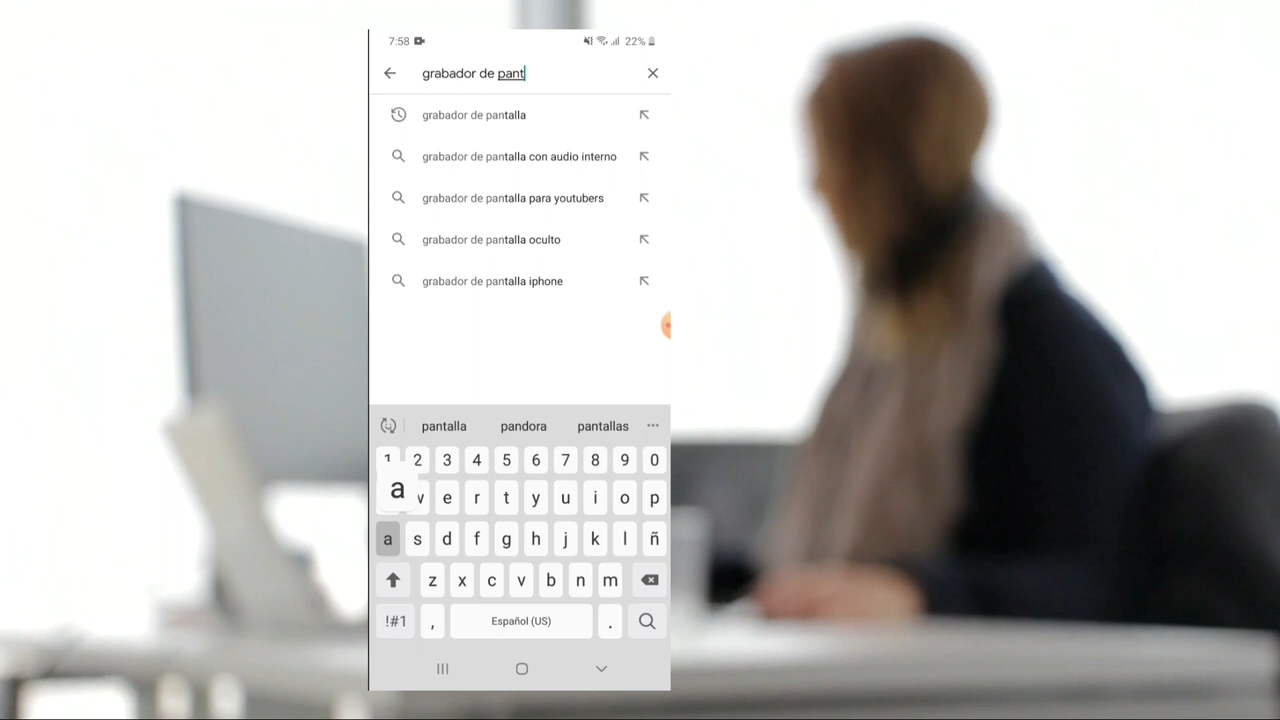 7:58 22%
grabador de pant
grabador de pantalla
grabador de pantalla con audio interno
grabador de pantalla para youtubers
grabador de pantalla oculto
grabador de pantalla iphone
pantalla pandora pantallas
1 2 3 4 5 6 7 8 9 0
a w e r t y u i o p
a s d f g h j k l ñ
z x c v b n m
!#1 , Español (US) .